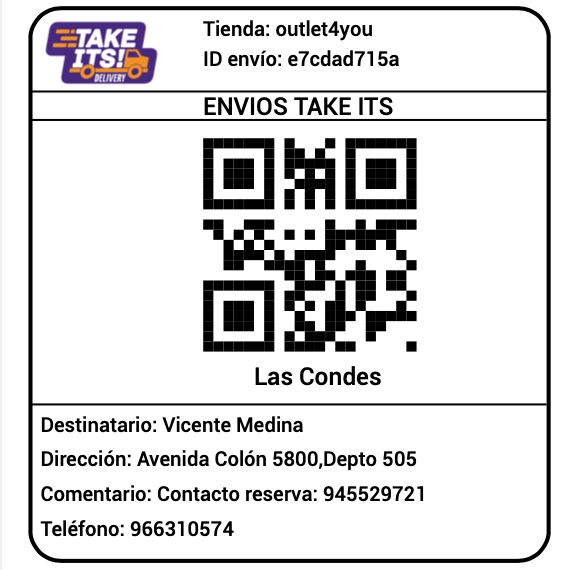 TAKE
ITS!
DELIVERY
Tienda: outlet4you
ID envío: e7cdad715a
ENVIOS TAKE ITS
Las Condes
Destinatario: Vicente Medina
Dirección: Avenida Colón 5800,Depto 505
Comentario: Contacto reserva: 945529721
Teléfono: 966310574